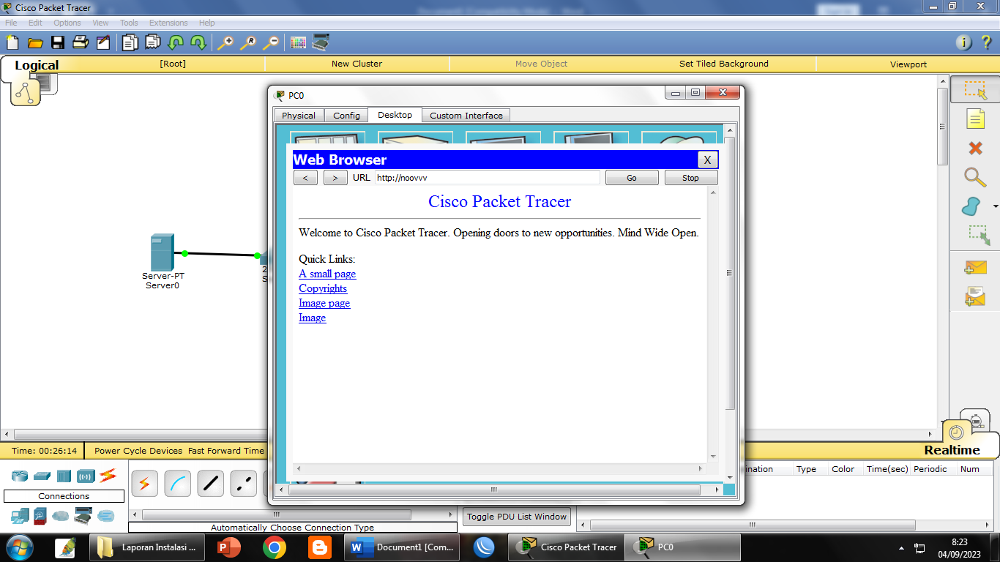 Cisco Packet Tracer
File Edit Options View Tools Extensions Help
Logical [Root] New Cluster Move Object Set Tiled Background Viewport
PC0
Physical Config Desktop Custom Interface
Web Browser X
< > URL http://noovvv Go Stop
Cisco Packet Tracer
Welcome to Cisco Packet Tracer. Opening doors to new opportunities. Mind Wide Open.
Quick Links:
A small page
Copyrights
Image page
Image
Server-PT
Server0
2
S
Time: 00:26:14 Power Cycle Devices Fast Forward Time Realtime
ination Type Color Time(sec) Periodic Num
Connections
Toggle PDU List Window
Automatically Choose Connection Type
Laporan Instalasi ... Document1 [Com... Cisco Packet Tracer PC0
8:23
04/09/2023